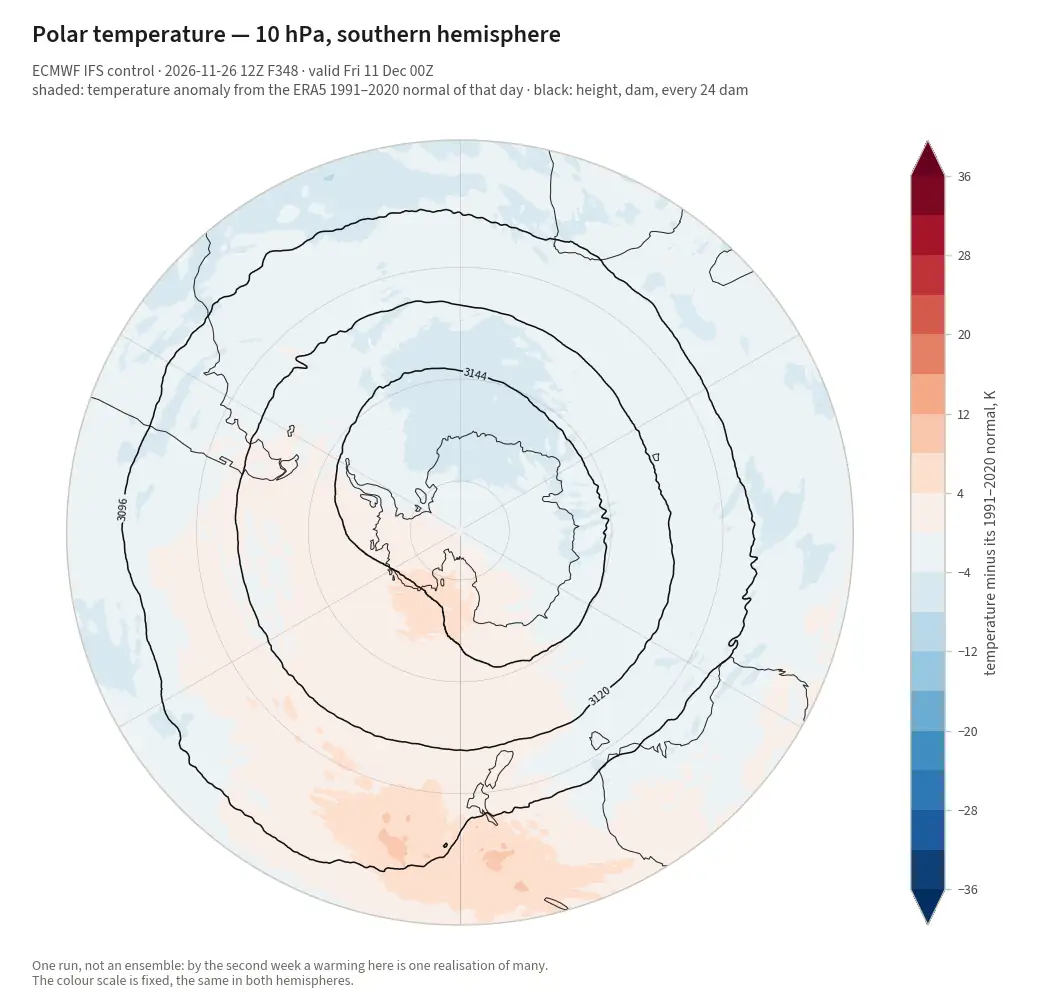 Polar temperature — 10 hPa, southern hemisphere
ECMWF IFS control · 2026-11-26 12Z F348 · valid Fri 11 Dec 00Z
shaded: temperature anomaly from the ERA5 1991–2020 normal of that day · black: height, dam, every 24 dam
3144
3096
3120
36
28
20
12
4
−4
−12
−20
−28
−36
temperature minus its 1991–2020 normal, K
One run, not an ensemble: by the second week a warming here is one realisation of many.
The colour scale is fixed, the same in both hemispheres.